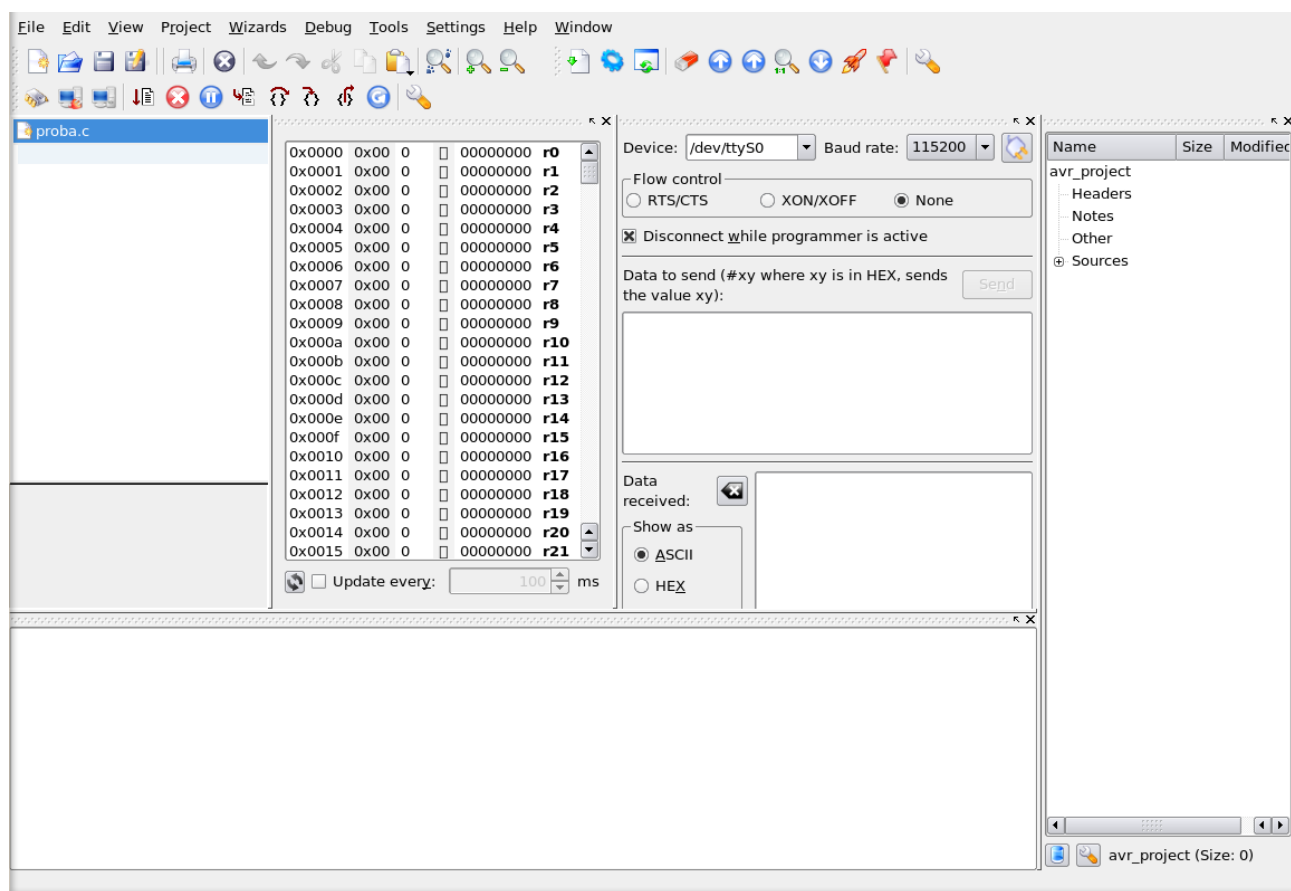 File Edit View Project Wizards Debug Tools Settings Help Window
proba.c
0x0000 0x00 0 00000000 r0
0x0001 0x00 0 00000000 r1
0x0002 0x00 0 00000000 r2
0x0003 0x00 0 00000000 r3
0x0004 0x00 0 00000000 r4
0x0005 0x00 0 00000000 r5
0x0006 0x00 0 00000000 r6
0x0007 0x00 0 00000000 r7
0x0008 0x00 0 00000000 r8
0x0009 0x00 0 00000000 r9
0x000a 0x00 0 00000000 r10
0x000b 0x00 0 00000000 r11
0x000c 0x00 0 00000000 r12
0x000d 0x00 0 00000000 r13
0x000e 0x00 0 00000000 r14
0x000f 0x00 0 00000000 r15
0x0010 0x00 0 00000000 r16
0x0011 0x00 0 00000000 r17
0x0012 0x00 0 00000000 r18
0x0013 0x00 0 00000000 r19
0x0014 0x00 0 00000000 r20
0x0015 0x00 0 00000000 r21
Update every: 100 ms
Device: /dev/ttyS0 Baud rate: 115200
Flow control
RTS/CTS XON/XOFF None
Disconnect while programmer is active
Data to send (#xy where xy is in HEX, sends
the value xy):
Send
Data
received:
Show as
ASCII
HEX
Name Size Modified
avr_project
Headers
Notes
Other
Sources
avr_project (Size: 0)